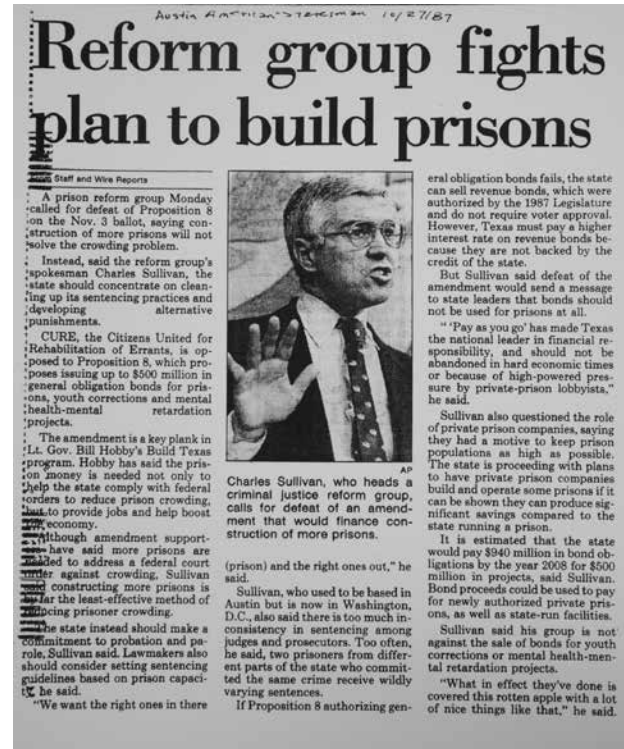 Austin American-Statesman 10/27/87
Reform group fights
plan to build prisons
Staff and Wire Reports
A prison reform group Monday
called for defeat of Proposition 8
on the Nov. 3 ballot, saying con-
struction of more prisons will not
solve the crowding problem.
Instead, said the reform group's
spokesman Charles Sullivan, the
state should concentrate on clean-
ing up its sentencing practices and
developing alternative
punishments.
CURE, the Citizens United for
Rehabilitation of Errants, is op-
posed to Proposition 8, which pro-
poses issuing up to $500 million in
general obligation bonds for pris-
ons, youth corrections and mental
health-mental retardation
projects.
The amendment is a key plank in
Lt. Gov. Bill Hobby's Build Texas
program. Hobby has said the pris-
on money is needed not only to
help the state comply with federal
orders to reduce prison crowding,
but to provide jobs and help boost
the economy.
Although amendment support-
ers have said more prisons are
needed to address a federal court
order against crowding, Sullivan
said constructing more prisons is
by far the least-effective method of
reducing prisoner crowding.
The state instead should make a
commitment to probation and pa-
role, Sullivan said. Lawmakers also
should consider setting sentencing
guidelines based on prison capaci-
ty, he said.
"We want the right ones in there
AP
Charles Sullivan, who heads a
criminal justice reform group,
calls for defeat of an amend-
ment that would finance con-
struction of more prisons.
(prison) and the right ones out," he
said.
Sullivan, who used to be based in
Austin but is now in Washington,
D.C., also said there is too much in-
consistency in sentencing among
judges and prosecutors. Too often,
he said, two prisoners from differ-
ent parts of the state who commit-
ted the same crime receive wildly
varying sentences.
If Proposition 8 authorizing gen-
eral obligation bonds fails, the state
can sell revenue bonds, which were
authorized by the 1987 Legislature
and do not require voter approval.
However, Texas must pay a higher
interest rate on revenue bonds be-
cause they are not backed by the
credit of the state.
But Sullivan said defeat of the
amendment would send a message
to state leaders that bonds should
not be used for prisons at all.
" 'Pay as you go' has made Texas
the national leader in financial re-
sponsibility, and should not be
abandoned in hard economic times
or because of high-powered pres-
sure by private-prison lobbyists,"
he said.
Sullivan also questioned the role
of private prison companies, saying
they had a motive to keep prison
populations as high as possible.
The state is proceeding with plans
to have private prison companies
build and operate some prisons if it
can be shown they can produce sig-
nificant savings compared to the
state running a prison.
It is estimated that the state
would pay $940 million in bond ob-
ligations by the year 2008 for $500
million in projects, said Sullivan.
Bond proceeds could be used to pay
for newly authorized private pris-
ons, as well as state-run facilities.
Sullivan said his group is not
against the sale of bonds for youth
corrections or mental health-men-
tal retardation projects.
"What in effect they've done is
covered this rotten apple with a lot
of nice things like that," he said.